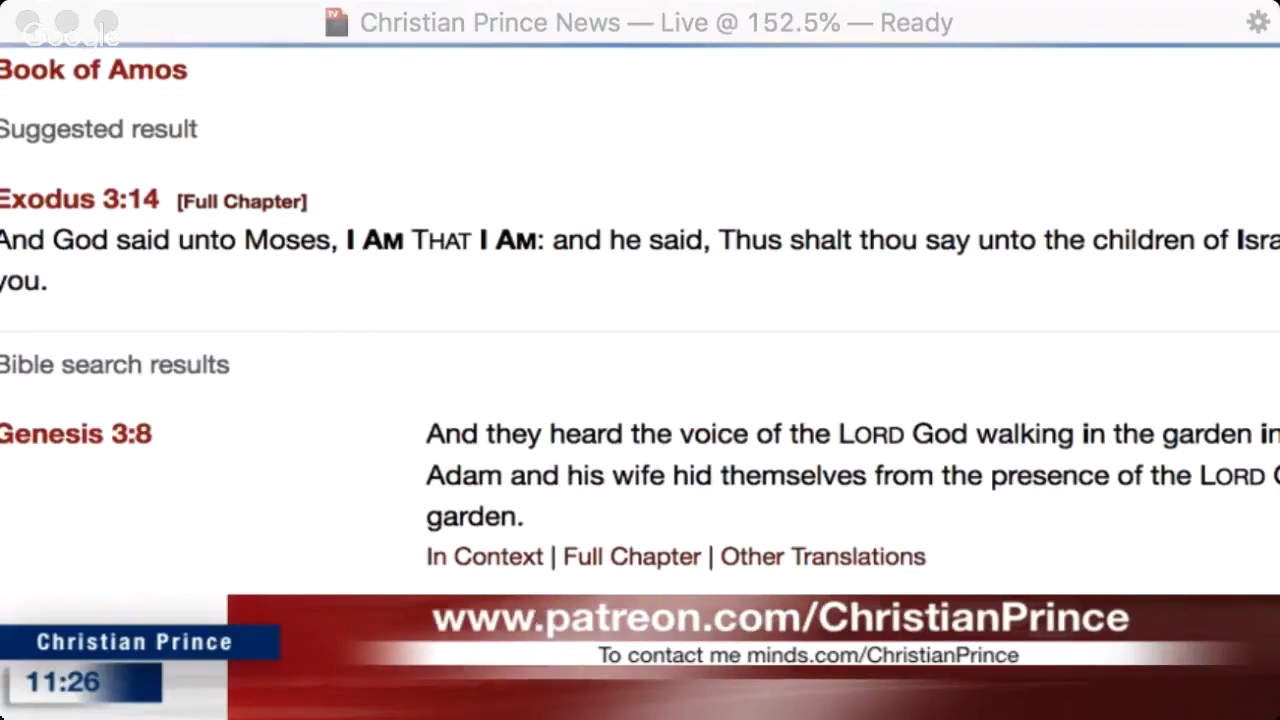 Christian Prince News — Live @ 152.5% — Ready
Google
Book of Amos
Suggested result
Exodus 3:14 [Full Chapter]
And God said unto Moses, I AM THAT I AM: and he said, Thus shalt thou say unto the children of Isra
you.
Bible search results
Genesis 3:8
And they heard the voice of the LORD God walking in the garden in
Adam and his wife hid themselves from the presence of the LORD G
garden.
In Context | Full Chapter | Other Translations
www.patreon.com/ChristianPrince
To contact me minds.com/ChristianPrince
Christian Prince
11:26